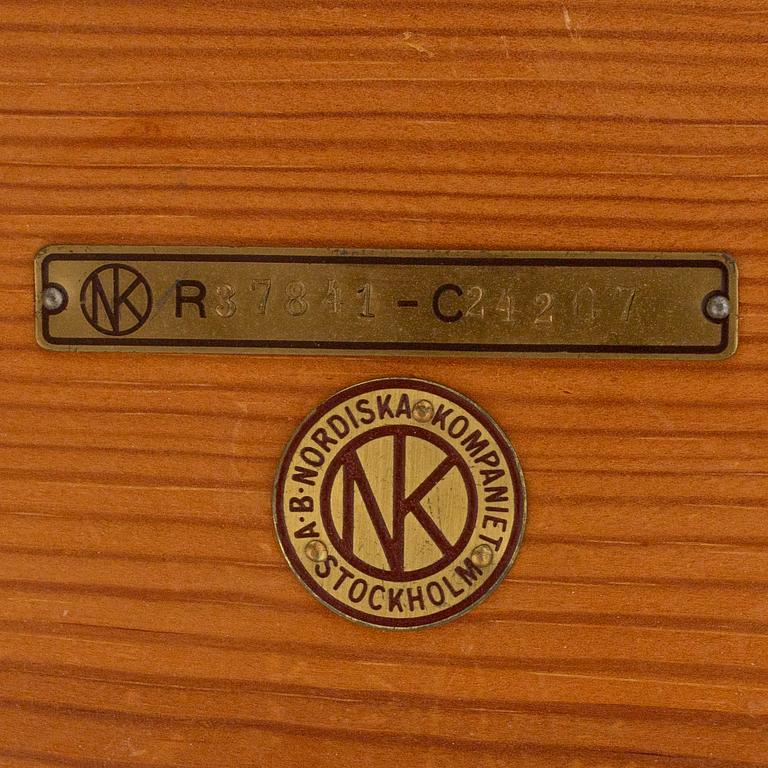 NK R37841-C24207
A·B·NORDISKA KOMPANIET
NK
STOCKHOLM